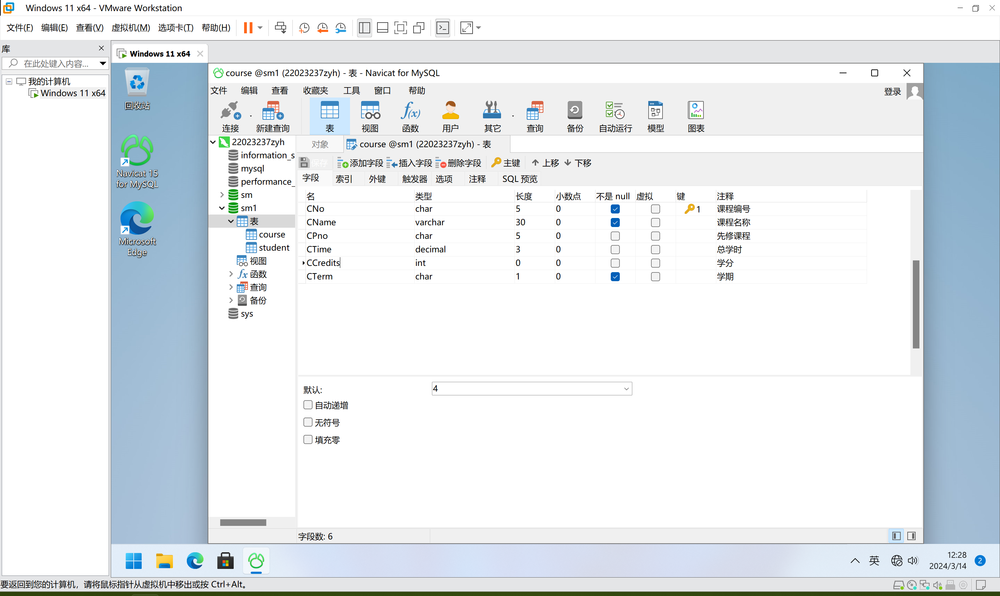 Windows 11 x64 - VMware Workstation
文件(F) 编辑(E) 查看(V) 虚拟机(M) 选项卡(T) 帮助(H)
库
在此处键入内容...
我的计算机
Windows 11 x64
Windows 11 x64
回收站
Navicat 15
for MySQL
Microsoft
Edge
course @sm1 (22023237zyh) - 表 - Navicat for MySQL
文件 编辑 查看 收藏夹 工具 窗口 帮助 登录
连接 新建查询 表 视图 函数 用户 其它 查询 备份 自动运行 模型 图表
22023237zyh
information_s
mysql
performance_
sm
sm1
表
course
student
视图
函数
查询
备份
sys
对象 course @sm1 (22023237zyh) - 表
保存 添加字段 插入字段 删除字段 主键 上移 下移
字段 索引 外键 触发器 选项 注释 SQL 预览
名 类型 长度 小数点 不是 null 虚拟 键 注释
CNo char 5 0 1 课程编号
CName varchar 30 0 课程名称
CPno char 5 0 先修课程
CTime decimal 3 0 总学时
CCredits int 0 0 学分
CTerm char 1 0 学期
默认: 4
自动递增
无符号
填充零
字段数: 6
英
12:28
2024/3/14
2
要返回到您的计算机，请将鼠标指针从虚拟机中移出或按 Ctrl+Alt。